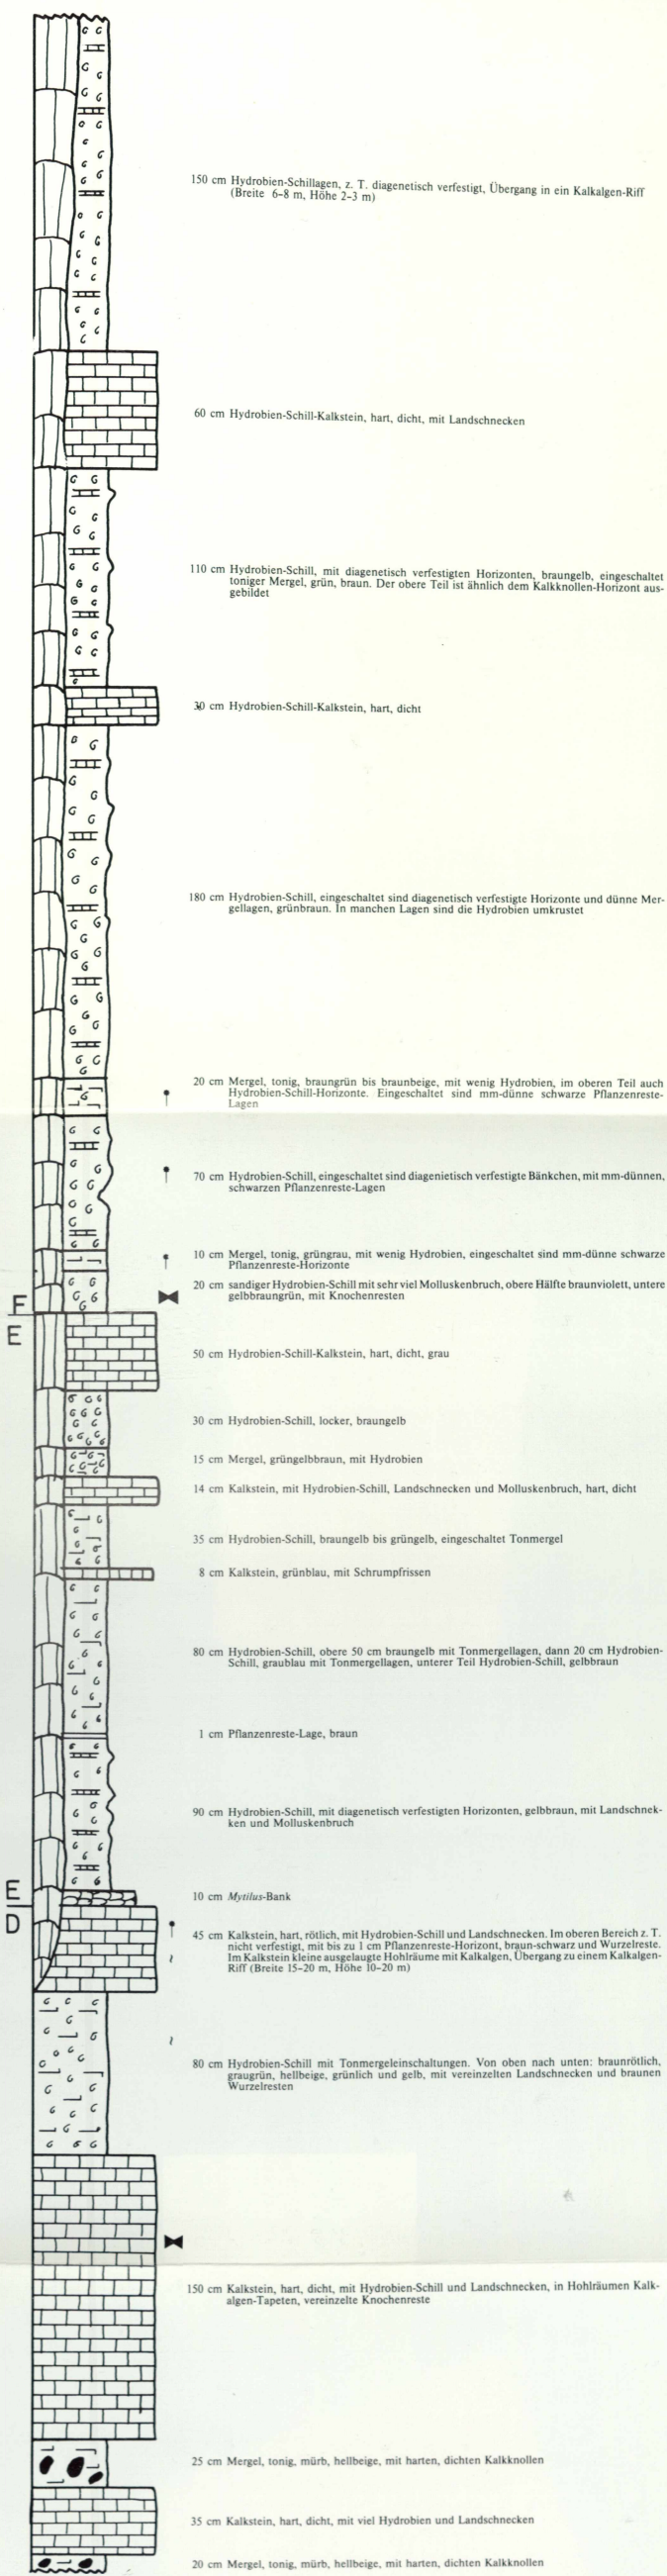 150 cm Hydrobien-Schillagen, z. T. diagenetisch verfestigt, Übergang in ein Kalkalgen-Riff
(Breite 6-8 m, Höhe 2-3 m)
60 cm Hydrobien-Schill-Kalkstein, hart, dicht, mit Landschnecken
110 cm Hydrobien-Schill, mit diagenetisch verfestigten Horizonten, braungelb, eingeschaltet
toniger Mergel, grün, braun. Der obere Teil ist ähnlich dem Kalkknollen-Horizont aus-
gebildet
30 cm Hydrobien-Schill-Kalkstein, hart, dicht
180 cm Hydrobien-Schill, eingeschaltet sind diagenetisch verfestigte Horizonte und dünne Mer-
gellagen, grünbraun. In manchen Lagen sind die Hydrobien umkrustet
20 cm Mergel, tonig, braungrün bis braunbeige, mit wenig Hydrobien, im oberen Teil auch
Hydrobien-Schill-Horizonte. Eingeschaltet sind mm-dünne schwarze Pflanzenreste-
Lagen
70 cm Hydrobien-Schill, eingeschaltet sind diagenietisch verfestigte Bänkchen, mit mm-dünnen,
schwarzen Pflanzenreste-Lagen
10 cm Mergel, tonig, grüngrau, mit wenig Hydrobien, eingeschaltet sind mm-dünne schwarze
Pflanzenreste-Horizonte
20 cm sandiger Hydrobien-Schill mit sehr viel Molluskenbruch, obere Hälfte braunviolett, untere
gelbbraungrün, mit Knochenresten
F
E
50 cm Hydrobien-Schill-Kalkstein, hart, dicht, grau
30 cm Hydrobien-Schill, locker, braungelb
15 cm Mergel, grüngelbbraun, mit Hydrobien
14 cm Kalkstein, mit Hydrobien-Schill, Landschnecken und Molluskenbruch, hart, dicht
35 cm Hydrobien-Schill, braungelb bis grüngelb, eingeschaltet Tonmergel
8 cm Kalkstein, grünblau, mit Schrumpfrissen
80 cm Hydrobien-Schill, obere 50 cm braungelb mit Tonmergellagen, dann 20 cm Hydrobien-
Schill, graublau mit Tonmergellagen, unterer Teil Hydrobien-Schill, gelbbraun
1 cm Pflanzenreste-Lage, braun
90 cm Hydrobien-Schill, mit diagenetisch verfestigten Horizonten, gelbbraun, mit Landschnek-
ken und Molluskenbruch
E
D
10 cm Mytilus-Bank
45 cm Kalkstein, hart, rötlich, mit Hydrobien-Schill und Landschnecken. Im oberen Bereich z. T.
nicht verfestigt, mit bis zu 1 cm Pflanzenreste-Horizont, braun-schwarz und Wurzelreste.
Im Kalkstein kleine ausgelaugte Hohlräume mit Kalkalgen, Übergang zu einem Kalkalgen-
Riff (Breite 15-20 m, Höhe 10-20 m)
80 cm Hydrobien-Schill mit Tonmergeleinschaltungen. Von oben nach unten: braunrötlich,
graugrün, hellbeige, grünlich und gelb, mit vereinzelten Landschnecken und braunen
Wurzelresten
150 cm Kalkstein, hart, dicht, mit Hydrobien-Schill und Landschnecken, in Hohlräumen Kalk-
algen-Tapeten, vereinzelte Knochenreste
25 cm Mergel, tonig, mürb, hellbeige, mit harten, dichten Kalkknollen
35 cm Kalkstein, hart, dicht, mit viel Hydrobien und Landschnecken
20 cm Mergel, tonig, mürb, hellbeige, mit harten, dichten Kalkknollen